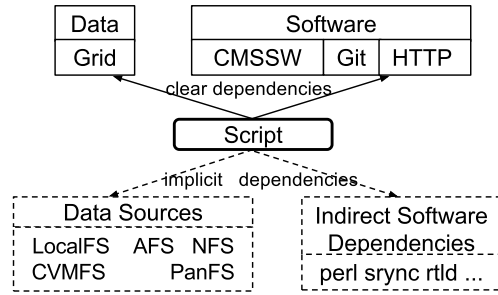 Data
Software
Grid
CMSSW Git HTTP
clear dependencies
Script
implicit dependencies
Data Sources
LocalFS AFS NFS
CVMFS PanFS
Indirect Software
Dependencies
perl srync rtld ...